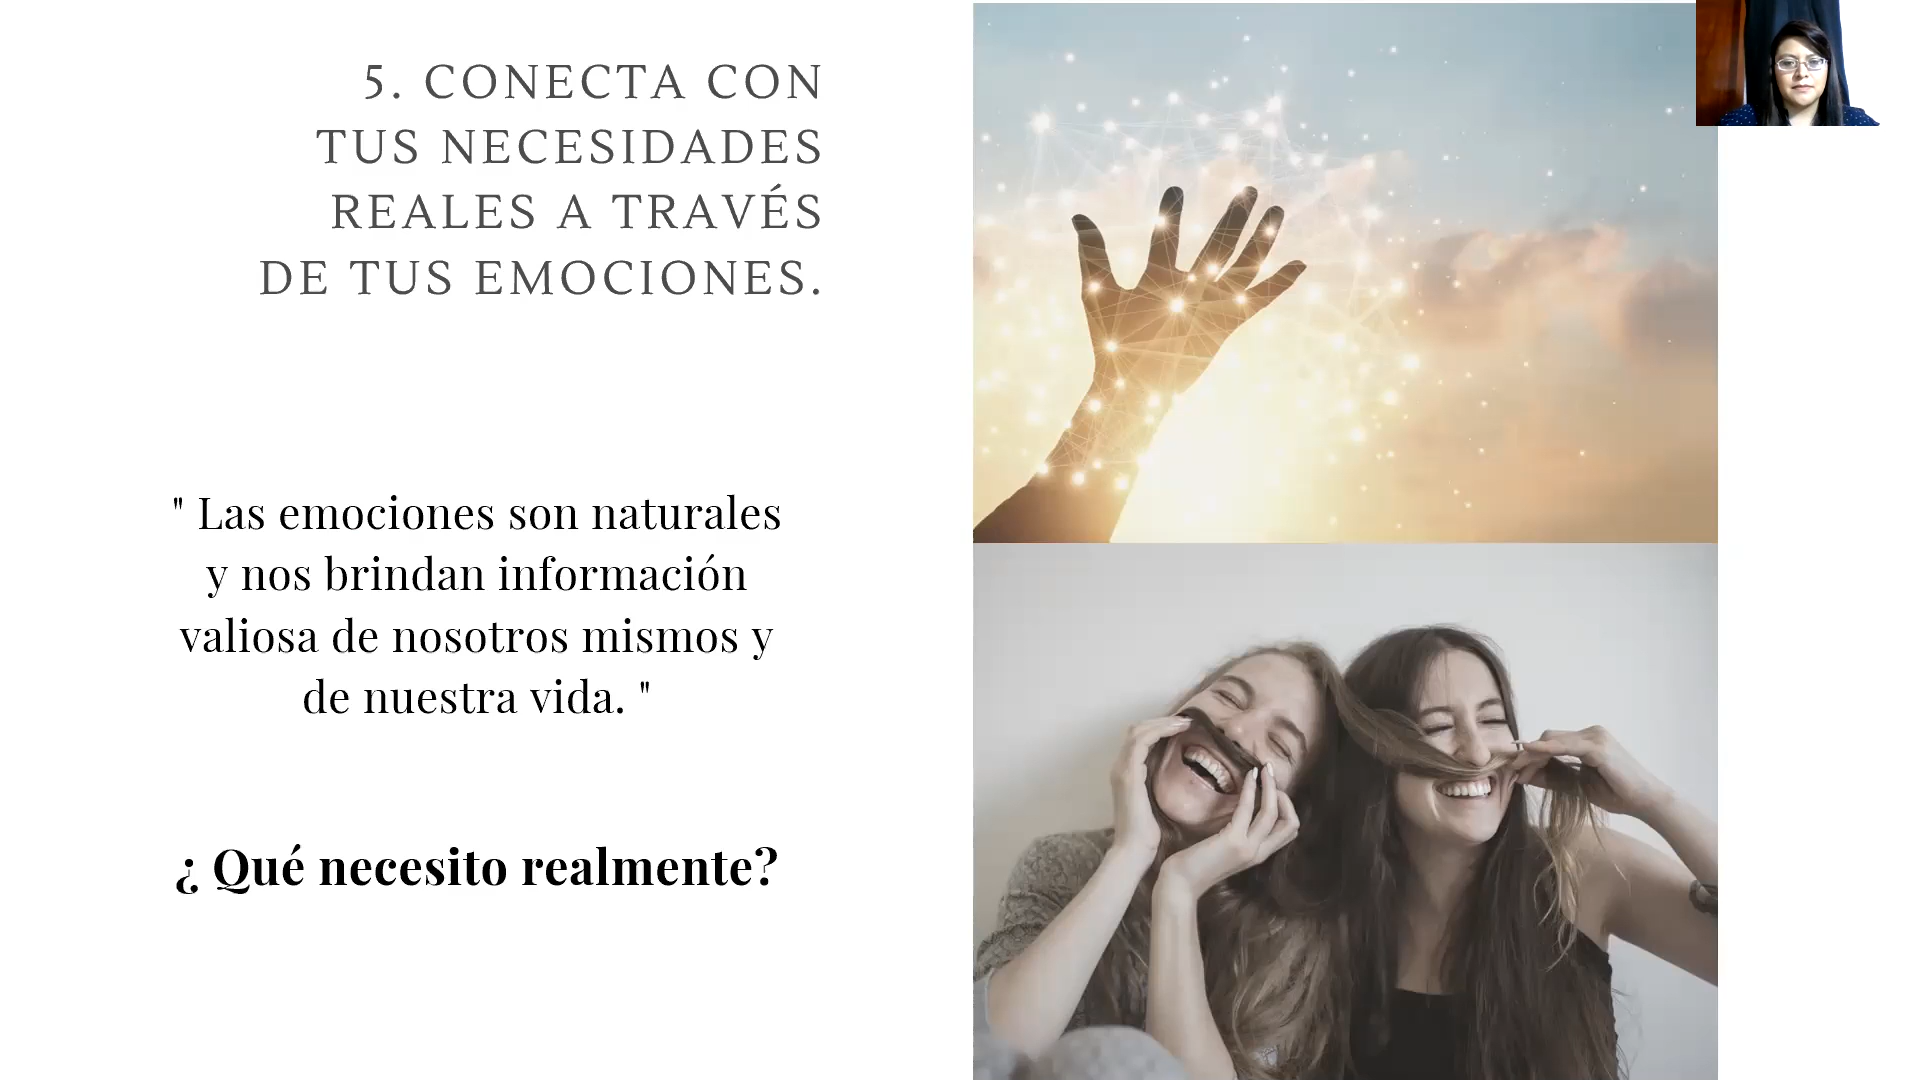 5. CONECTA CON
TUS NECESIDADES
REALES A TRAVÉS
DE TUS EMOCIONES.
" Las emociones son naturales
y nos brindan información
valiosa de nosotros mismos y
de nuestra vida. "
¿ Qué necesito realmente?